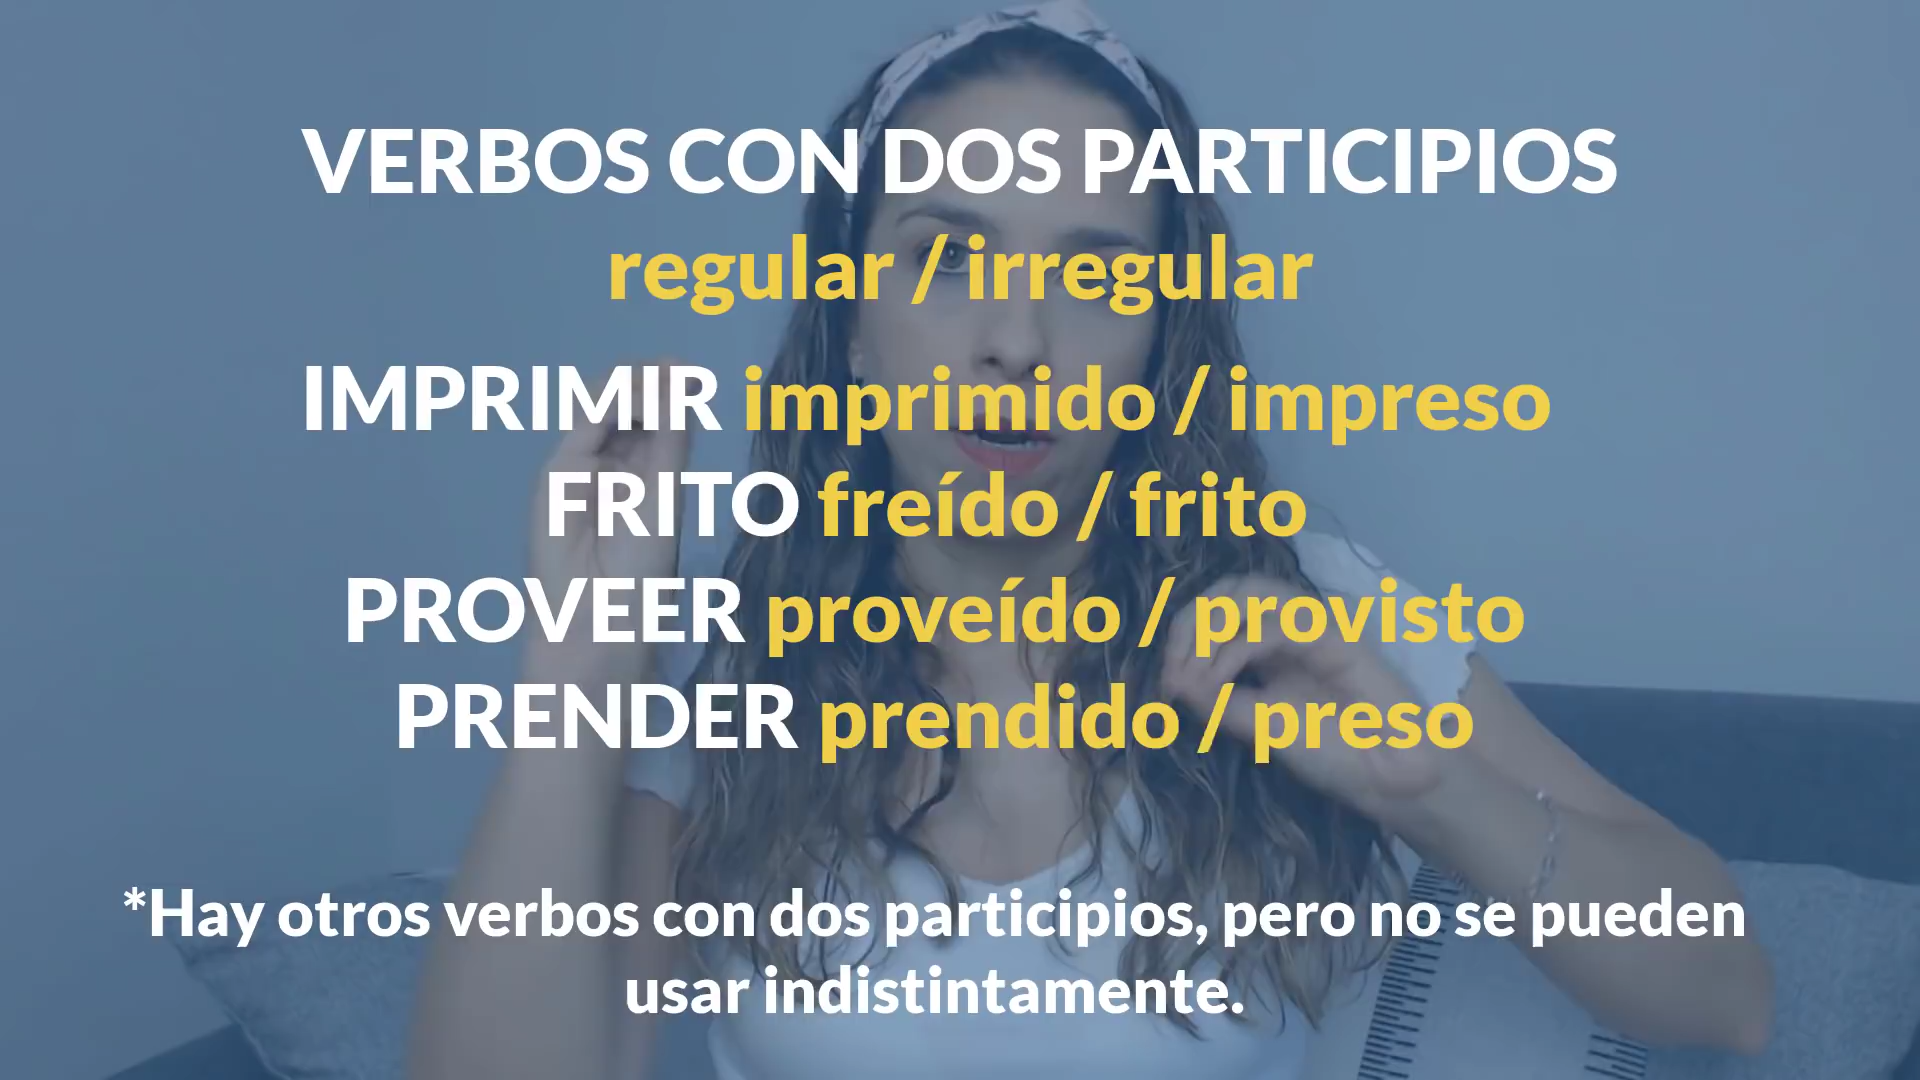 VERBOS CON DOS PARTICIPIOS
regular / irregular
IMPRIMIR imprimido / impreso
FRITO freído / frito
PROVEER proveído / provisto
PRENDER prendido / preso
*Hay otros verbos con dos participios, pero no se pueden
usar indistintamente.